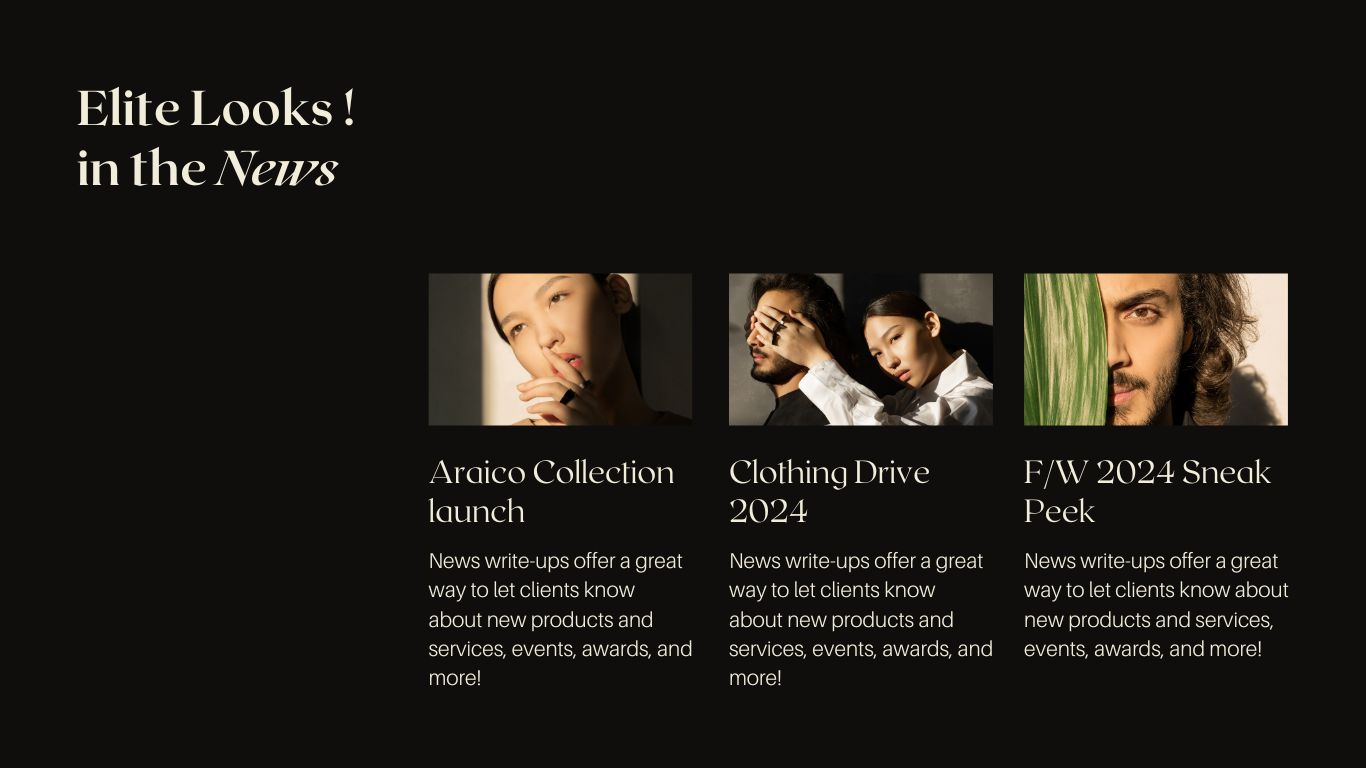 Elite Looks !
in the News
Araico Collection
launch
News write-ups offer a great
way to let clients know
about new products and
services, events, awards, and
more!
Clothing Drive
2024
News write-ups offer a great
way to let clients know
about new products and
services, events, awards, and
more!
F/W 2024 Sneak
Peek
News write-ups offer a great
way to let clients know about
new products and services,
events, awards, and more!